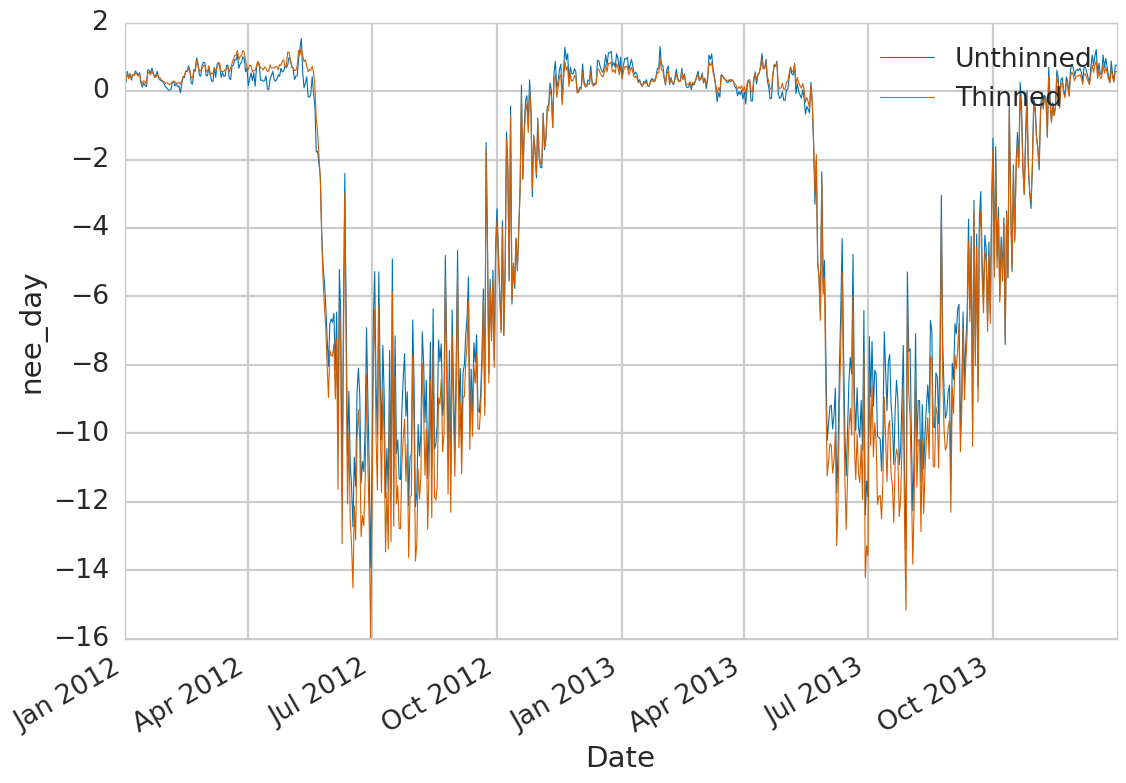 2
0
−2
−4
−6
−8
−10
−12
−14
−16
nee_day
Unthinned
Thinned
Jan 2012
Apr 2012
Jul 2012
Oct 2012
Jan 2013
Apr 2013
Jul 2013
Oct 2013
Date